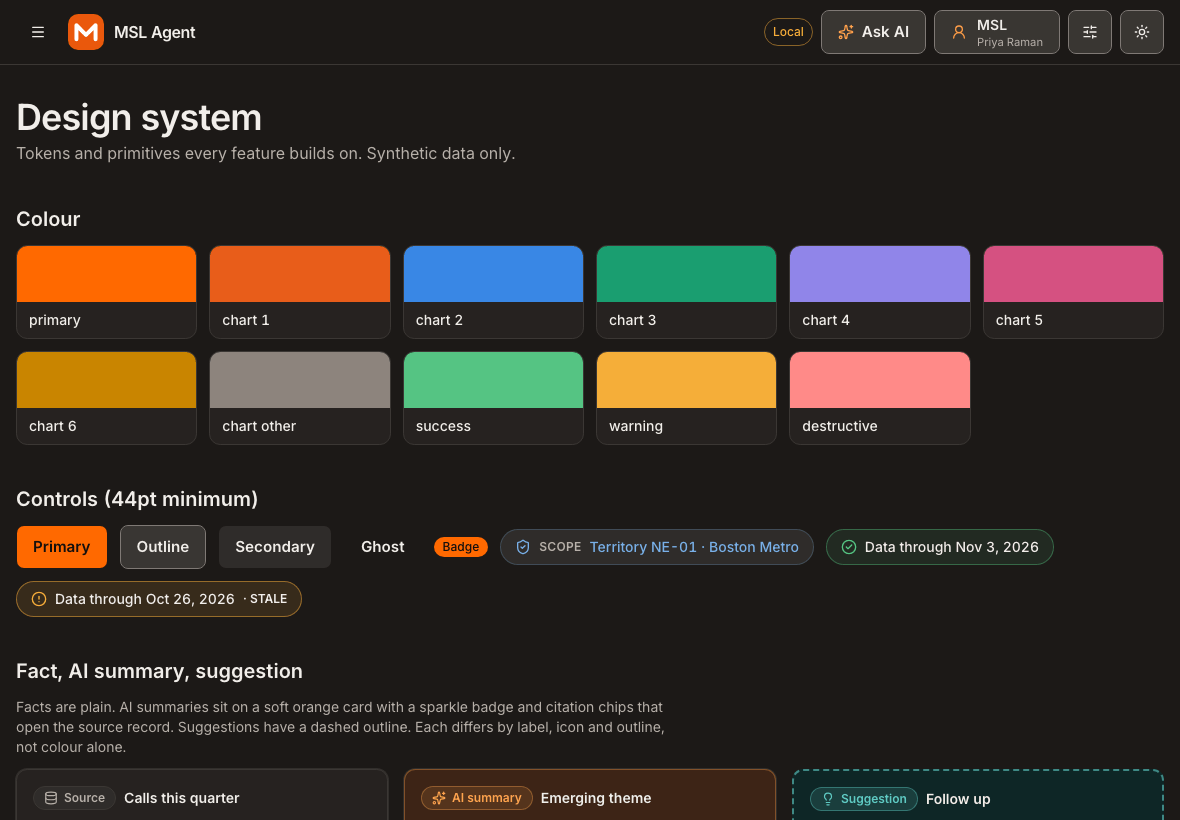 MSL Agent
Local
Ask AI
MSL
Priya Raman
Design system
Tokens and primitives every feature builds on. Synthetic data only.
Colour
primary
chart 1
chart 2
chart 3
chart 4
chart 5
chart 6
chart other
success
warning
destructive
Controls (44pt minimum)
Primary
Outline
Secondary
Ghost
Badge
SCOPE Territory NE-01 · Boston Metro
Data through Nov 3, 2026
Data through Oct 26, 2026 · STALE
Fact, AI summary, suggestion
Facts are plain. AI summaries sit on a soft orange card with a sparkle badge and citation chips that
open the source record. Suggestions have a dashed outline. Each differs by label, icon and outline,
not colour alone.
Source Calls this quarter
AI summary Emerging theme
Suggestion Follow up